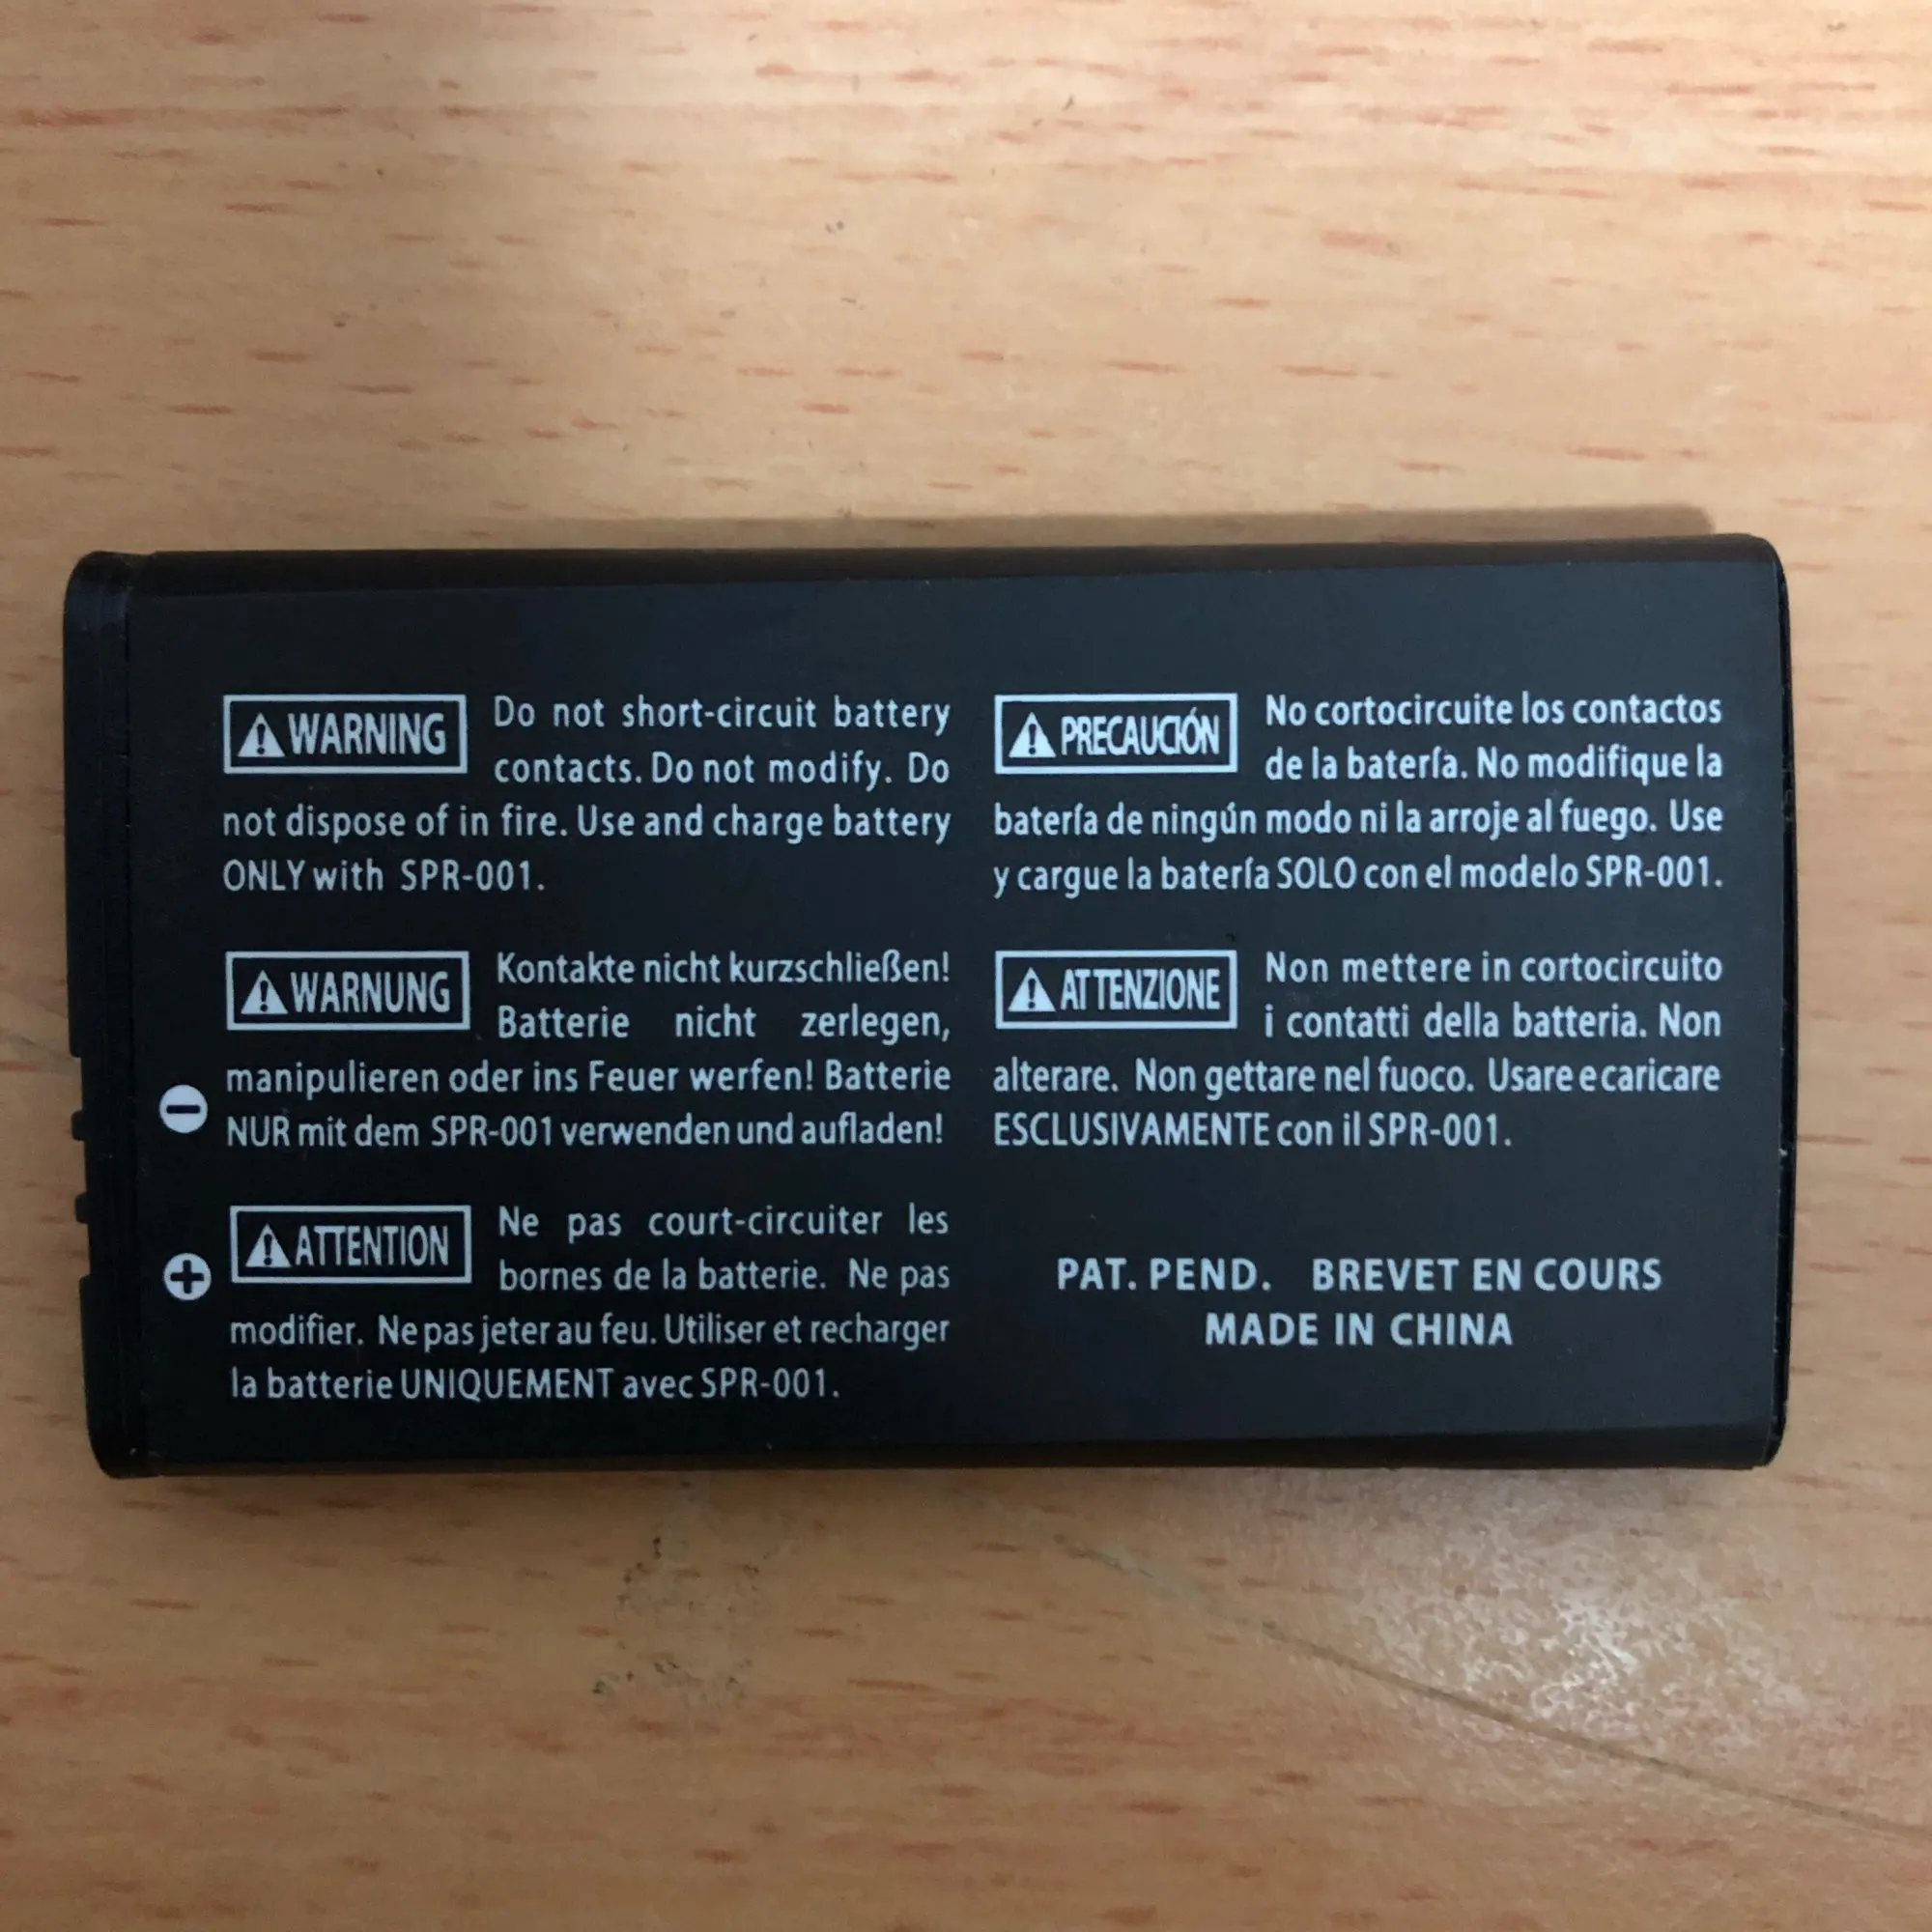 WARNING Do not short-circuit battery
contacts. Do not modify. Do
not dispose of in fire. Use and charge battery
ONLY with SPR-001.
WARNUNG Kontakte nicht kurzschließen!
Batterie nicht zerlegen,
manipulieren oder ins Feuer werfen! Batterie
NUR mit dem SPR-001 verwenden und aufladen!
ATTENTION Ne pas court-circuiter les
bornes de la batterie. Ne pas
modifier. Ne pas jeter au feu. Utiliser et recharger
la batterie UNIQUEMENT avec SPR-001.
PRECAUCIÓN No cortocircuite los contactos
de la batería. No modifique la
batería de ningún modo ni la arroje al fuego. Use
y cargue la batería SOLO con el modelo SPR-001.
ATTENZIONE Non mettere in cortocircuito
i contatti della batteria. Non
alterare. Non gettare nel fuoco. Usare e caricare
ESCLUSIVAMENTE con il SPR-001.
PAT. PEND. BREVET EN COURS
MADE IN CHINA